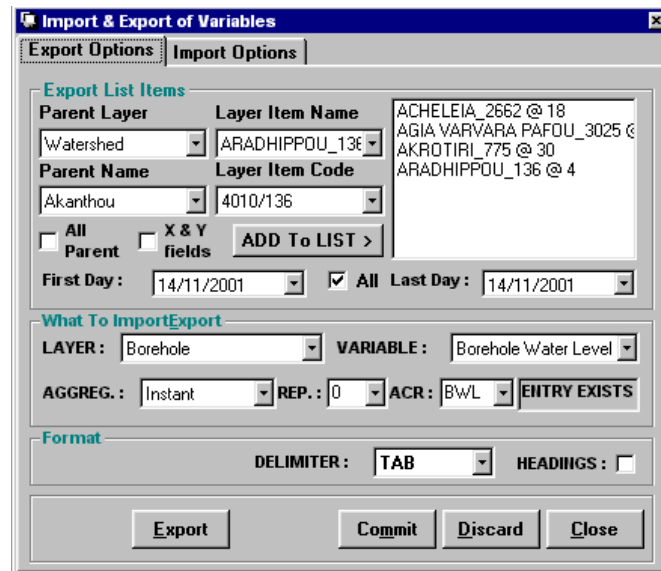 Import & Export of Variables
Export Options Import Options
Export List Items
Parent Layer Layer Item Name
Watershed ARADHIPPOU_136
Parent Name Layer Item Code
Akanthou 4010/136
ACHELEIA_2662 @ 18
AGIA VARVARA PAFOU_3025 @
AKROTIRI_775 @ 30
ARADHIPPOU_136 @ 4
All Parent X & Y fields ADD To LIST >
First Day : 14/11/2001 All Last Day : 14/11/2001
What To ImportExport
LAYER : Borehole VARIABLE : Borehole Water Level
AGGREG. : Instant REP. : 0 ACR : BWL ENTRY EXISTS
Format
DELIMITER : TAB HEADINGS :
Export Commit Discard Close